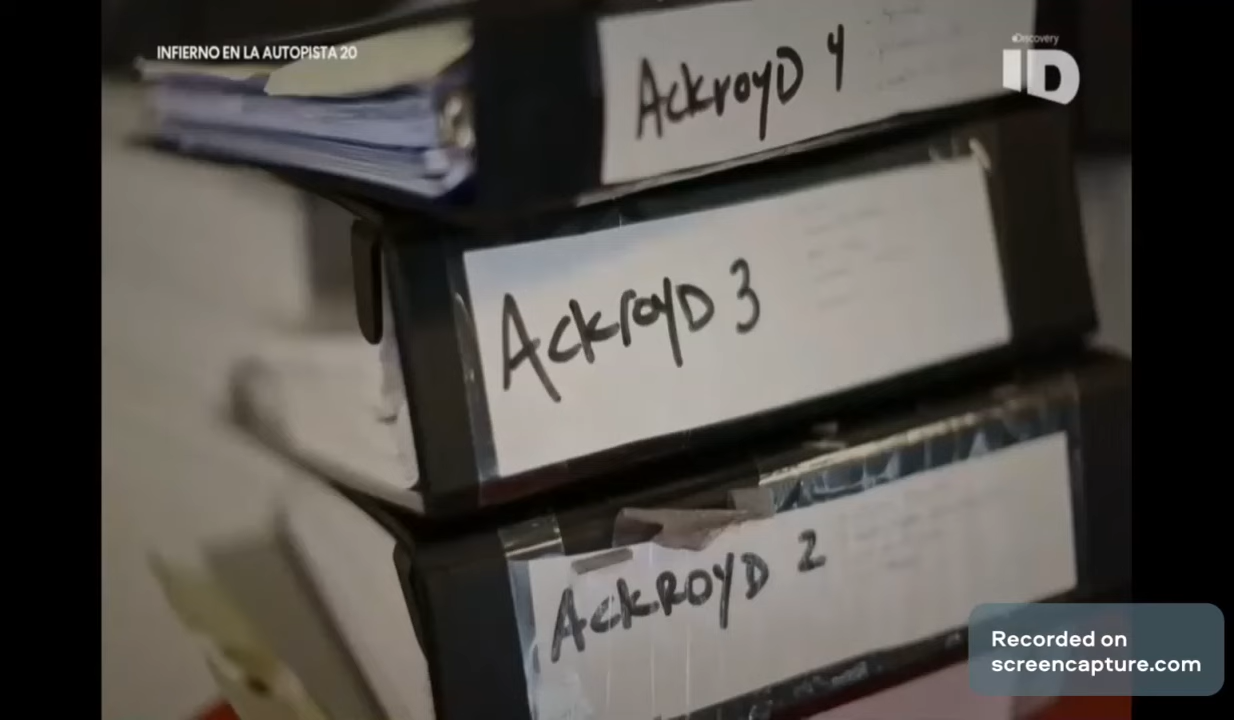 INFIERNO EN LA AUTOPISTA 20
Discovery
ID
AckroyD 4
AckroyD 3
AckROYD 2
Recorded on
screencapture.com